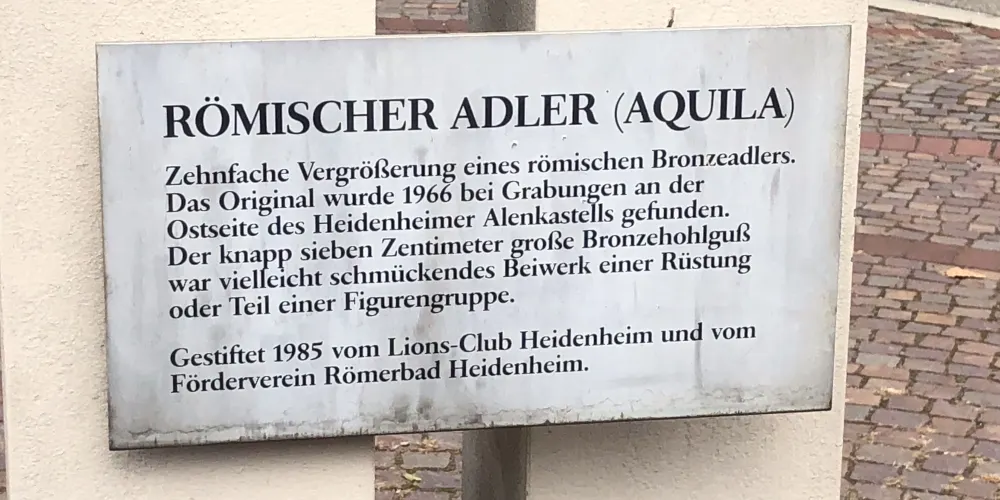 RÖMISCHER ADLER (AQUILA)
Zehnfache Vergrößerung eines römischen Bronzeadlers.
Das Original wurde 1966 bei Grabungen an der
Ostseite des Heidenheimer Alenkastells gefunden.
Der knapp sieben Zentimeter große Bronzehohlguß
war vielleicht schmückendes Beiwerk einer Rüstung
oder Teil einer Figurengruppe.
Gestiftet 1985 vom Lions-Club Heidenheim und vom
Förderverein Römerbad Heidenheim.